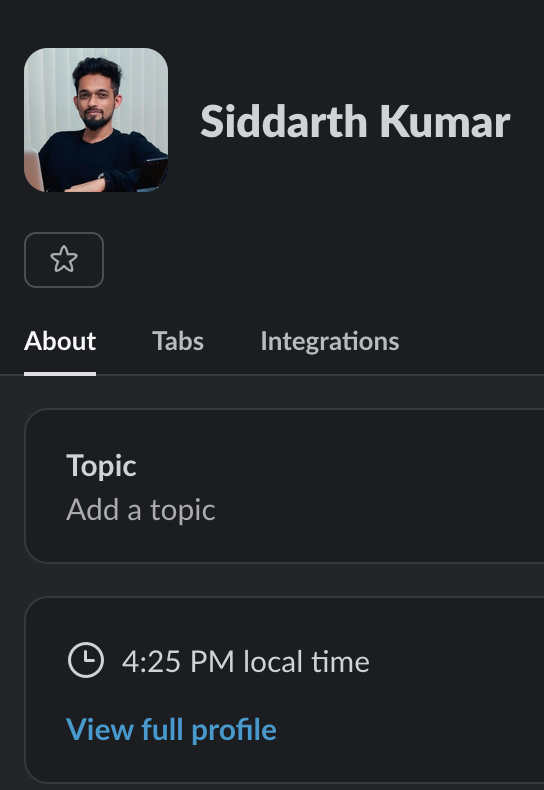 Siddarth Kumar
About Tabs Integrations
Topic
Add a topic
4:25 PM local time
View full profile